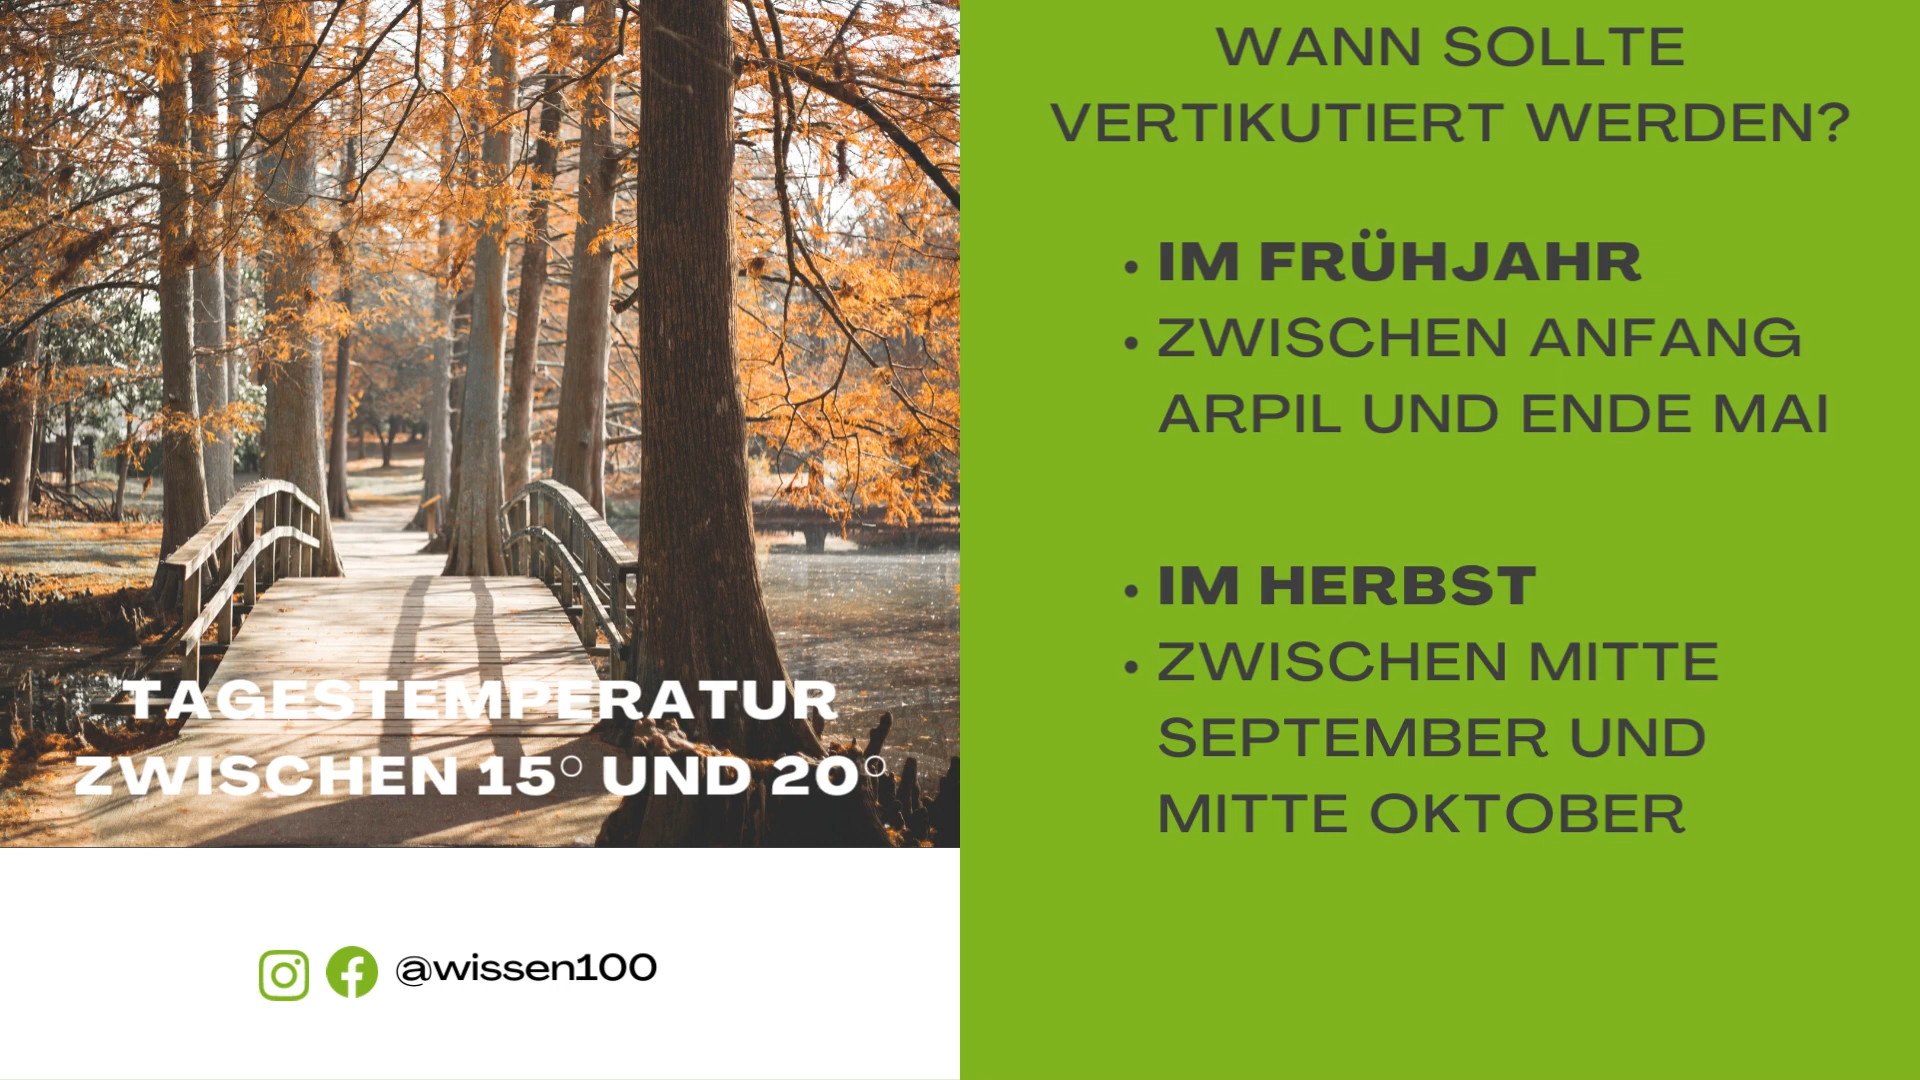 TAGESTEMPERATUR
ZWISCHEN 15° UND 20°
@wissen100
WANN SOLLTE
VERTIKUTIERT WERDEN?
• IM FRÜHJAHR
• ZWISCHEN ANFANG
ARPIL UND ENDE MAI
• IM HERBST
• ZWISCHEN MITTE
SEPTEMBER UND
MITTE OKTOBER